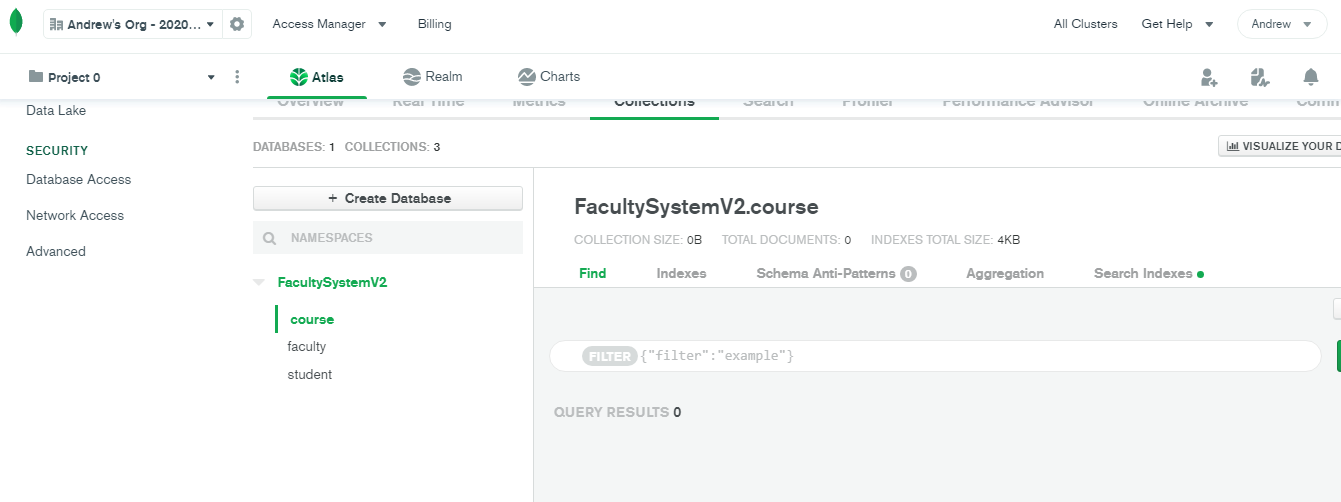 Andrew's Org - 2020... Access Manager Billing All Clusters Get Help Andrew
Project 0 Atlas Realm Charts
Overview Real Time Metrics Collections Search Profiler Performance Advisor Online Archive
Data Lake
SECURITY
Database Access
Network Access
Advanced
DATABASES: 1 COLLECTIONS: 3
VISUALIZE YOUR D
+ Create Database
NAMESPACES
FacultySystemV2
course
faculty
student
FacultySystemV2.course
COLLECTION SIZE: 0B TOTAL DOCUMENTS: 0 INDEXES TOTAL SIZE: 4KB
Find Indexes Schema Anti-Patterns 0 Aggregation Search Indexes
FILTER {"filter":"example"}
QUERY RESULTS 0